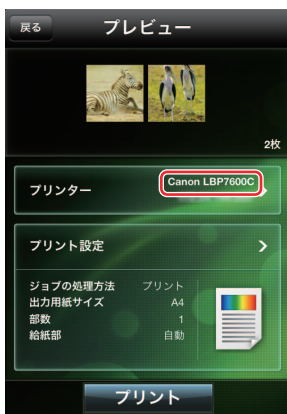 戻る
プレビュー
2枚
プリンター
Canon LBP7600C
プリント設定
ジョブの処理方法 プリント
出力用紙サイズ A4
部数 1
給紙部 自動
プリント